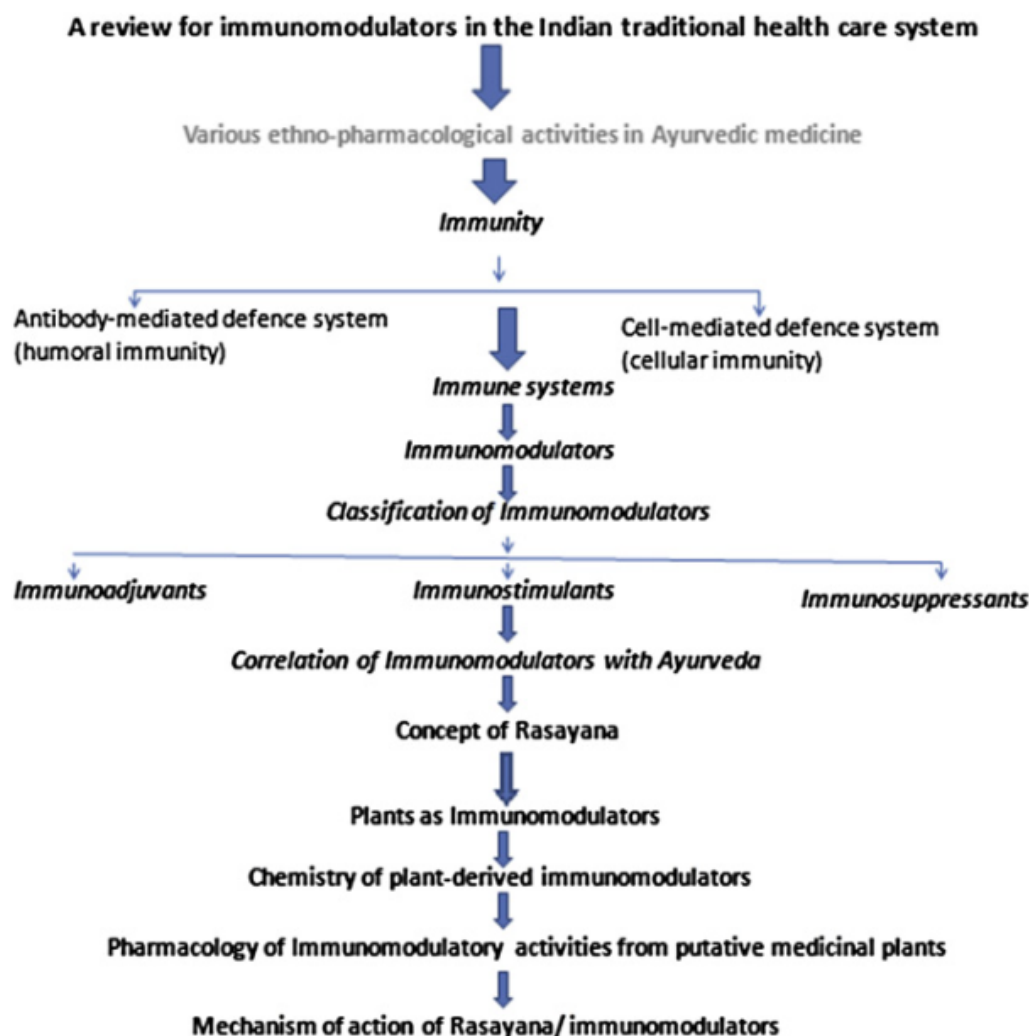 A review for immunomodulators in the Indian traditional health care system
Various ethno-pharmacological activities in Ayurvedic medicine
Immunity
Antibody-mediated defence system
(humoral immunity)
Cell-mediated defence system
(cellular immunity)
Immune systems
Immunomodulators
Classification of Immunomodulators
Immunoadjuvants
Immunostimulants
Immunosuppressants
Correlation of Immunomodulators with Ayurveda
Concept of Rasayana
Plants as Immunomodulators
Chemistry of plant-derived immunomodulators
Pharmacology of Immunomodulatory activities from putative medicinal plants
Mechanism of action of Rasayana/ immunomodulators